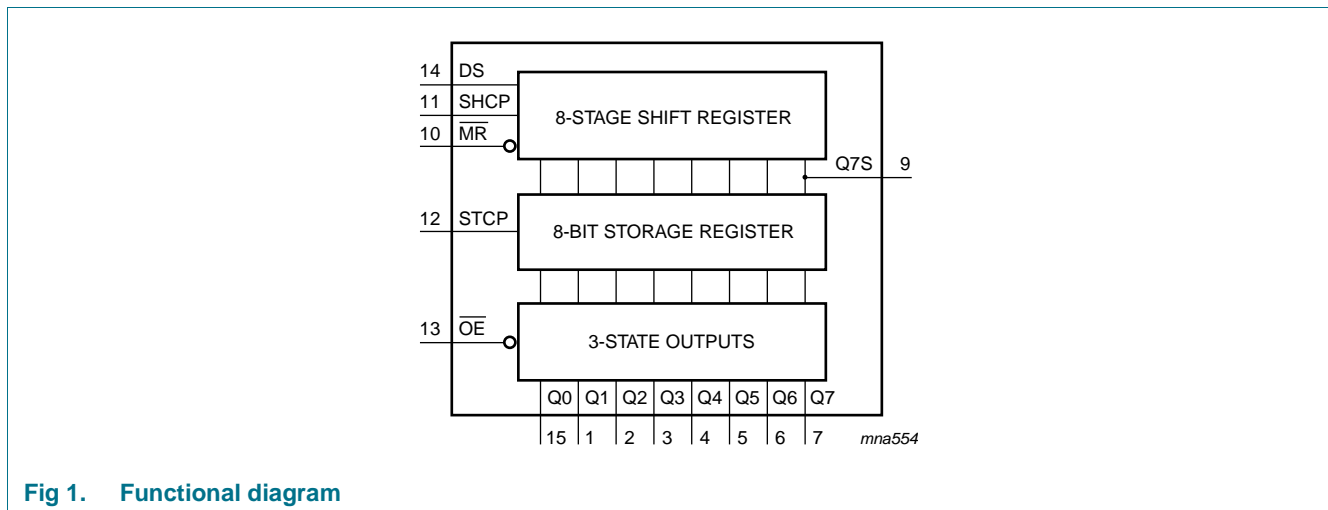 14 DS
11 SHCP
8-STAGE SHIFT REGISTER
10 MR
Q7S 9
12 STCP
8-BIT STORAGE REGISTER
13 OE
3-STATE OUTPUTS
Q0 Q1 Q2 Q3 Q4 Q5 Q6 Q7
15 1 2 3 4 5 6 7 mna554
Fig 1. Functional diagram